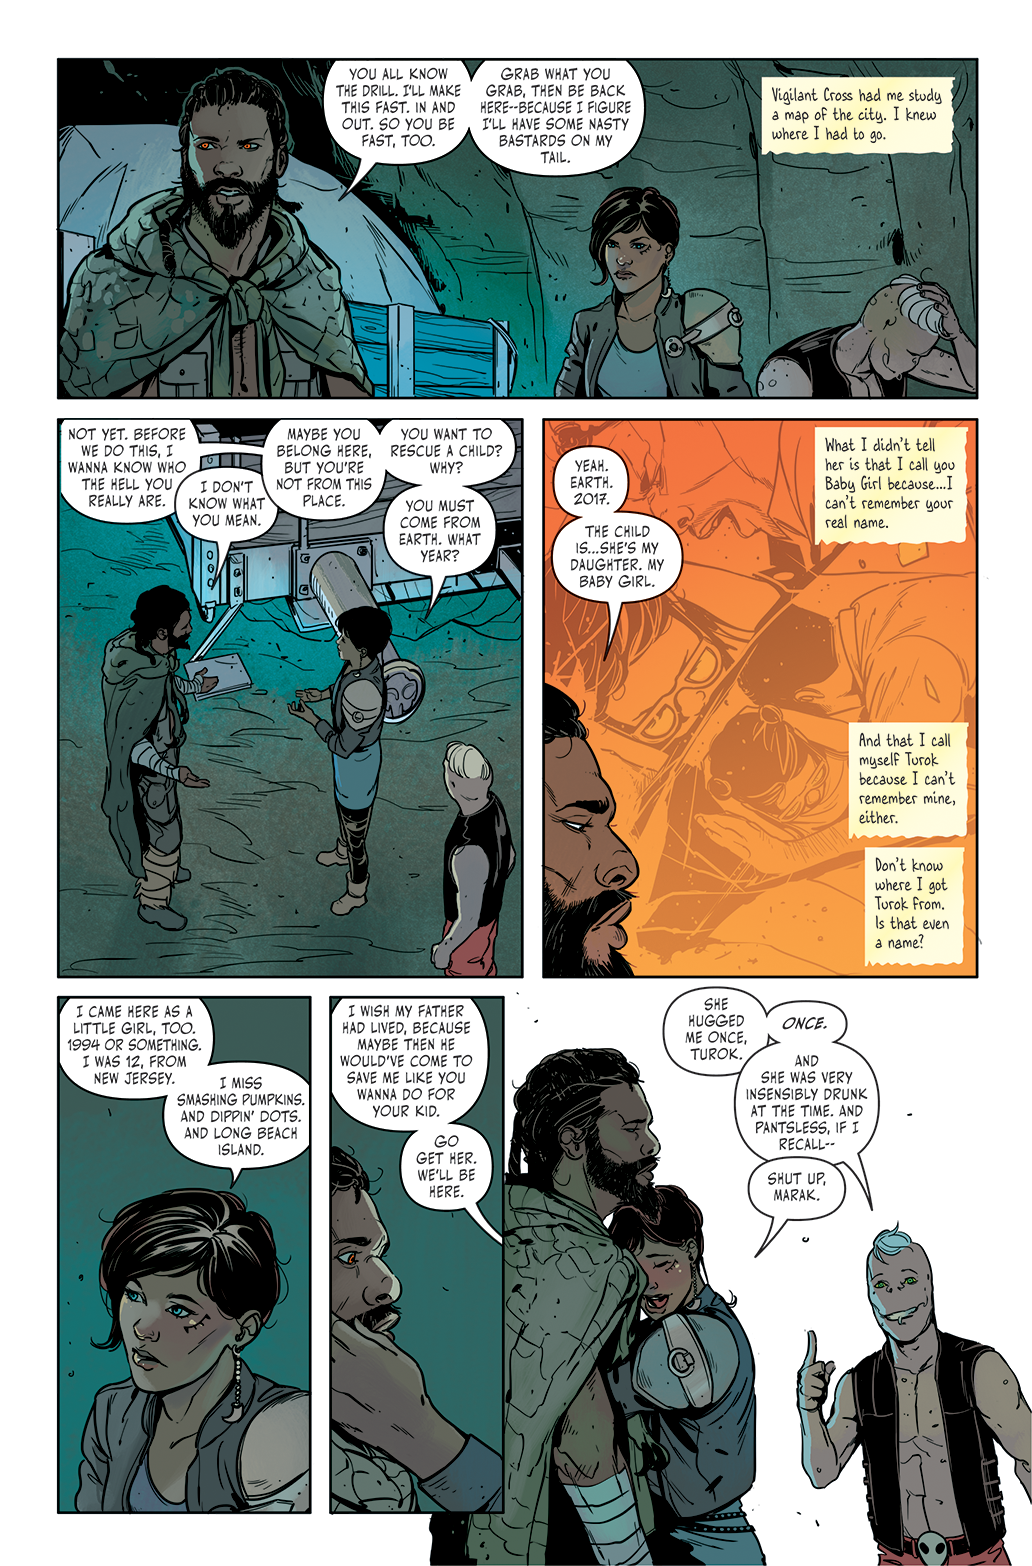 YOU ALL KNOW
THE DRILL. I'LL MAKE
THIS FAST. IN AND
OUT. SO YOU BE
FAST, TOO.
GRAB WHAT YOU
GRAB, THEN BE BACK
HERE--BECAUSE I FIGURE
I'LL HAVE SOME NASTY
BASTARDS ON MY
TAIL.
Vigilant Cross had me study
a map of the city. I knew
where I had to go.
NOT YET. BEFORE
WE DO THIS, I
WANNA KNOW WHO
THE HELL YOU
REALLY ARE.
I DON'T
KNOW WHAT
YOU MEAN.
MAYBE YOU
BELONG HERE,
BUT YOU'RE
NOT FROM THIS
PLACE.
YOU WANT TO
RESCUE A CHILD?
WHY?
YOU MUST
COME FROM
EARTH. WHAT
YEAR?
YEAH.
EARTH.
2017.
THE CHILD
IS...SHE'S MY
DAUGHTER. MY
BABY GIRL.
What I didn't tell
her is that I call you
Baby Girl because...I
can't remember your
real name.
And that I call
myself Turok
because I can't
remember mine,
either.
Don't know
where I got
Turok from.
Is that even
a name?
I CAME HERE AS A
LITTLE GIRL, TOO.
1994 OR SOMETHING.
I WAS 12, FROM
NEW JERSEY.
I MISS
SMASHING PUMPKINS.
AND DIPPIN' DOTS.
AND LONG BEACH
ISLAND.
I WISH MY FATHER
HAD LIVED, BECAUSE
MAYBE THEN HE
WOULD'VE COME TO
SAVE ME LIKE YOU
WANNA DO FOR
YOUR KID.
GO
GET HER.
WE'LL BE
HERE.
SHE
HUGGED
ME ONCE,
TUROK.
ONCE.
AND
SHE WAS VERY
INSENSIBLY DRUNK
AT THE TIME. AND
PANTSLESS, IF I
RECALL--
SHUT UP,
MARAK.